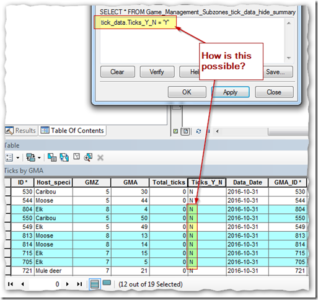 SELECT * FROM Game_Management_Subzones_tick_data_hide_summary
tick_data.Ticks_Y_N = 'Y'
How is this possible?
Clear Verify He Save...
OK Apply Close
Results Table Of Contents
Table
Ticks by GMA
ID * Host_speci GMZ GMA Total_ticks Ticks_Y_N Data_Date GMA_ID *
530 Caribou 5 30 0 N 2016-10-31 530
544 Moose 5 44 0 N 2016-10-31 544
804 Elk 8 4 0 N 2016-10-31 804
550 Caribou 5 50 0 N 2016-10-31 550
549 Elk 5 49 0 N 2016-10-31 549
813 Moose 8 13 0 N 2016-10-31 813
814 Moose 8 14 0 N 2016-10-31 814
715 Elk 7 15 0 N 2016-10-31 715
705 Elk 7 5 0 N 2016-10-31 705
721 Mule deer 7 21 0 N 2016-10-31 721
0 (12 out of 19 Selected)